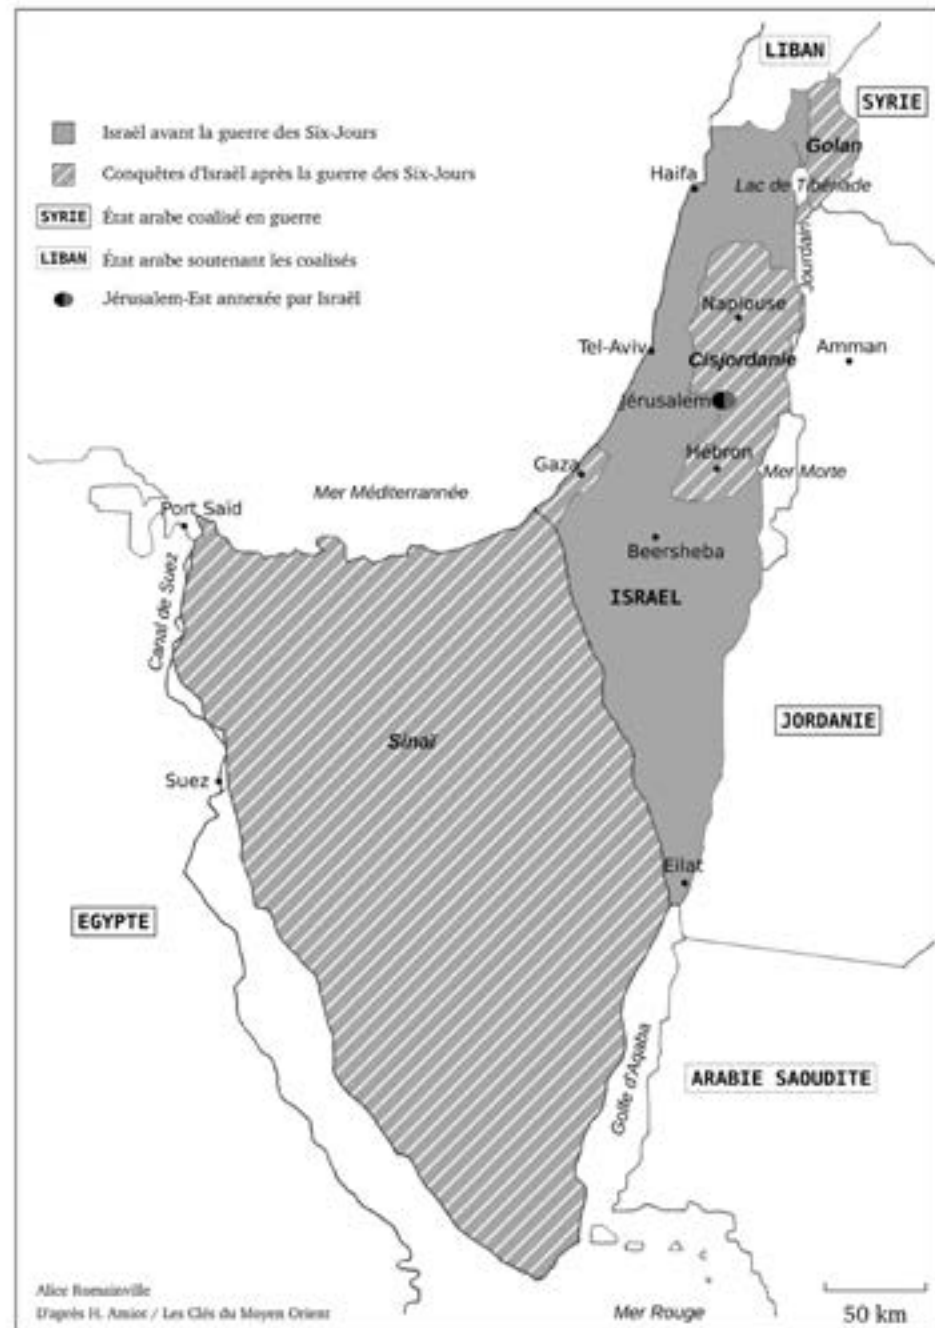 LIBAN
SYRIE
Israël avant la guerre des Six-Jours
Golan
Conquêtes d'Israël après la guerre des Six-Jours
Haifa
Lac de Tibériade
SYRIE État arabe coalisé en guerre
LIBAN État arabe soutenant les coalisés
Jourdain
Jérusalem-Est annexée par Israël
Naplouse
Tel-Aviv
Cisjordanie
Amman
Jérusalem
Hébron
Gaza
Mer Morte
Mer Méditerrannée
Port Saïd
Beersheba
Canal de Suez
ISRAEL
JORDANIE
Sinaï
Suez
Eilat
EGYPTE
Golfe d'Aqaba
ARABIE SAOUDITE
Alice Romainville
D'après H. Amiot / Les Clés du Moyen Orient
Mer Rouge
50 km